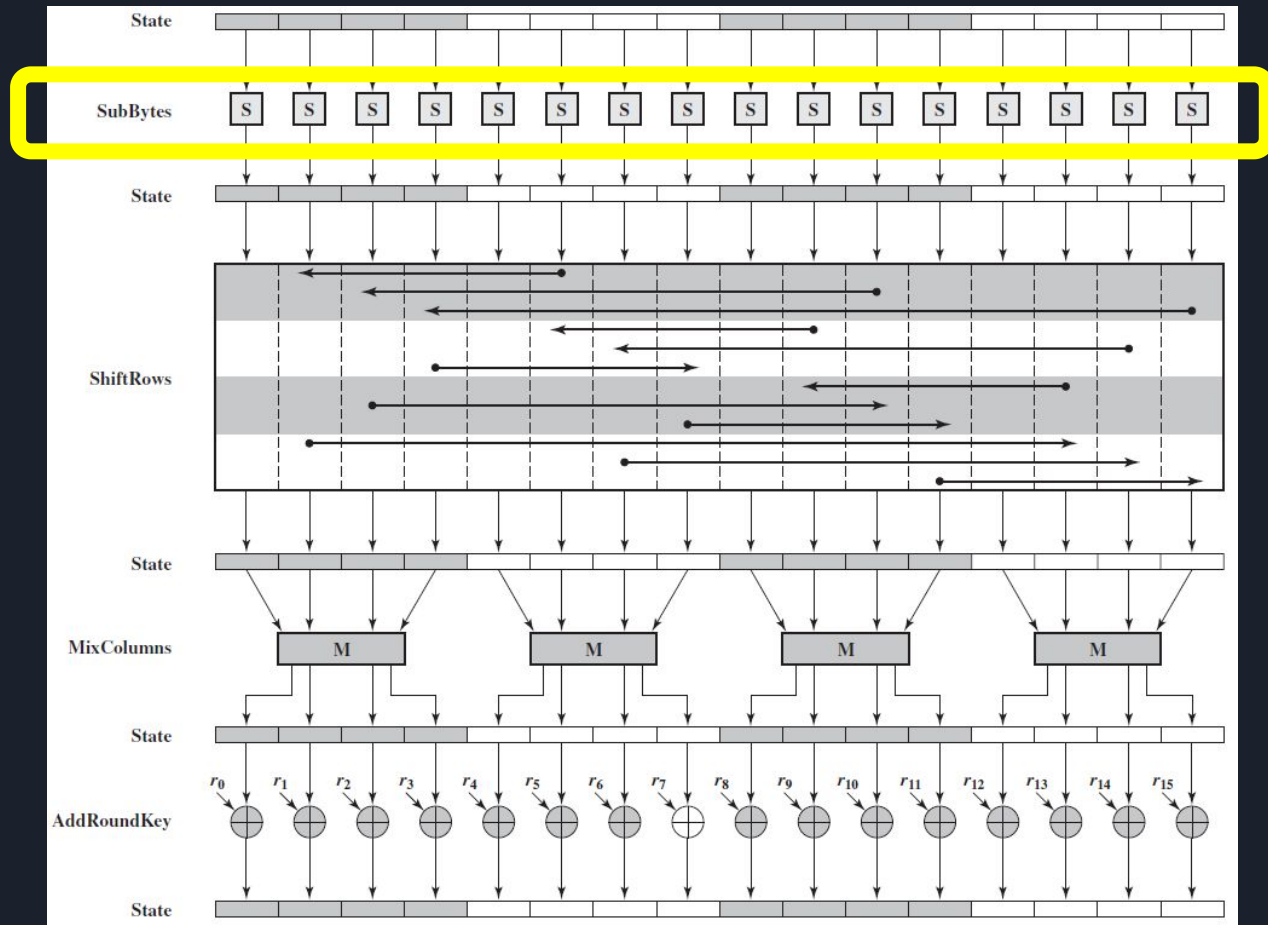 State
SubBytes S S S S S S S S S S S S S S S S
State
ShiftRows
State
MixColumns M M M M
State
r0 r1 r2 r3 r4 r5 r6 r7 r8 r9 r10 r11 r12 r13 r14 r15
AddRoundKey
State